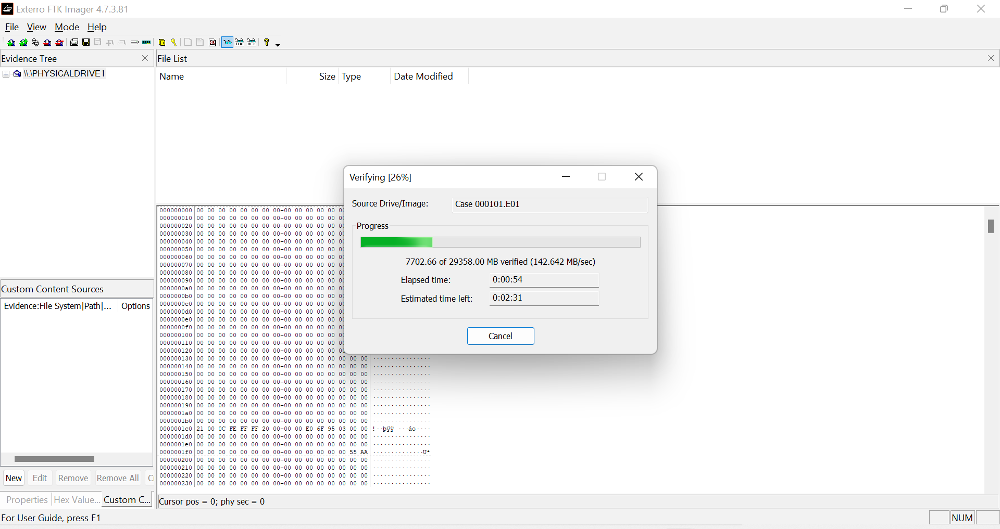 Exterro FTK Imager 4.7.3.81
File View Mode Help
Evidence Tree
\\.\PHYSICALDRIVE1
File List
Name Size Type Date Modified
Custom Content Sources
Evidence:File System|Path|... Options
New Edit Remove Remove All
Properties Hex Value... Custom C...
000000000 00 00 00 00 00 00 00 00-00 00 00 00 00
000000010 00 00 00 00 00 00 00 00-00 00 00 00 00
000000020 00 00 00 00 00 00 00 00-00 00 00 00 00
000000030 00 00 00 00 00 00 00 00-00 00 00 00 00
000000040 00 00 00 00 00 00 00 00-00 00 00 00 00
000000050 00 00 00 00 00 00 00 00-00 00 00 00 00
000000060 00 00 00 00 00 00 00 00-00 00 00 00 00
000000070 00 00 00 00 00 00 00 00-00 00 00 00 00
000000080 00 00 00 00 00 00 00 00-00 00 00 00 00
000000090 00 00 00 00 00 00 00 00-00 00 00 00 00
0000000a0 00 00 00 00 00 00 00 00-00 00 00 00 00
0000000b0 00 00 00 00 00 00 00 00-00 00 00 00 00
0000000c0 00 00 00 00 00 00 00 00-00 00 00 00 00
0000000d0 00 00 00 00 00 00 00 00-00 00 00 00 00
0000000e0 00 00 00 00 00 00 00 00-00 00 00 00 00
0000000f0 00 00 00 00 00 00 00 00-00 00 00 00 00
000000100 00 00 00 00 00 00 00 00-00 00 00 00 00
000000110 00 00 00 00 00 00 00 00-00 00 00 00 00
000000120 00 00 00 00 00 00 00 00-00 00 00 00 00
000000130 00 00 00 00 00 00 00 00-00 00 00 00 00 00 00 00 ················
000000140 00 00 00 00 00 00 00 00-00 00 00 00 00 00 00 00 ················
000000150 00 00 00 00 00 00 00 00-00 00 00 00 00 00 00 00 ················
000000160 00 00 00 00 00 00 00 00-00 00 00 00 00 00 00 00 ················
000000170 00 00 00 00 00 00 00 00-00 00 00 00 00 00 00 00 ················
000000180 00 00 00 00 00 00 00 00-00 00 00 00 00 00 00 00 ················
000000190 00 00 00 00 00 00 00 00-00 00 00 00 00 00 00 00 ················
0000001a0 00 00 00 00 00 00 00 00-00 00 00 00 00 00 00 00 ················
0000001b0 00 00 00 00 00 00 00 00-00 00 00 00 00 00 00 00 ················
0000001c0 21 00 0C FE FF FF 20 00-00 00 E0 6F 95 03 00 00 !··þÿÿ ···ào····
0000001d0 00 00 00 00 00 00 00 00-00 00 00 00 00 00 00 00 ················
0000001e0 00 00 00 00 00 00 00 00-00 00 00 00 00 00 00 00 ················
0000001f0 00 00 00 00 00 00 00 00-00 00 00 00 00 00 55 AA ··············Uª
000000200 00 00 00 00 00 00 00 00-00 00 00 00 00 00 00 00 ················
000000210 00 00 00 00 00 00 00 00-00 00 00 00 00 00 00 00 ················
000000220 00 00 00 00 00 00 00 00-00 00 00 00 00 00 00 00 ················
000000230 00 00 00 00 00 00 00 00-00 00 00 00 00 00 00 00 ················
Cursor pos = 0; phy sec = 0
Verifying [26%]
Source Drive/Image: Case 000101.E01
Progress
7702.66 of 29358.00 MB verified (142.642 MB/sec)
Elapsed time: 0:00:54
Estimated time left: 0:02:31
Cancel
For User Guide, press F1
NUM